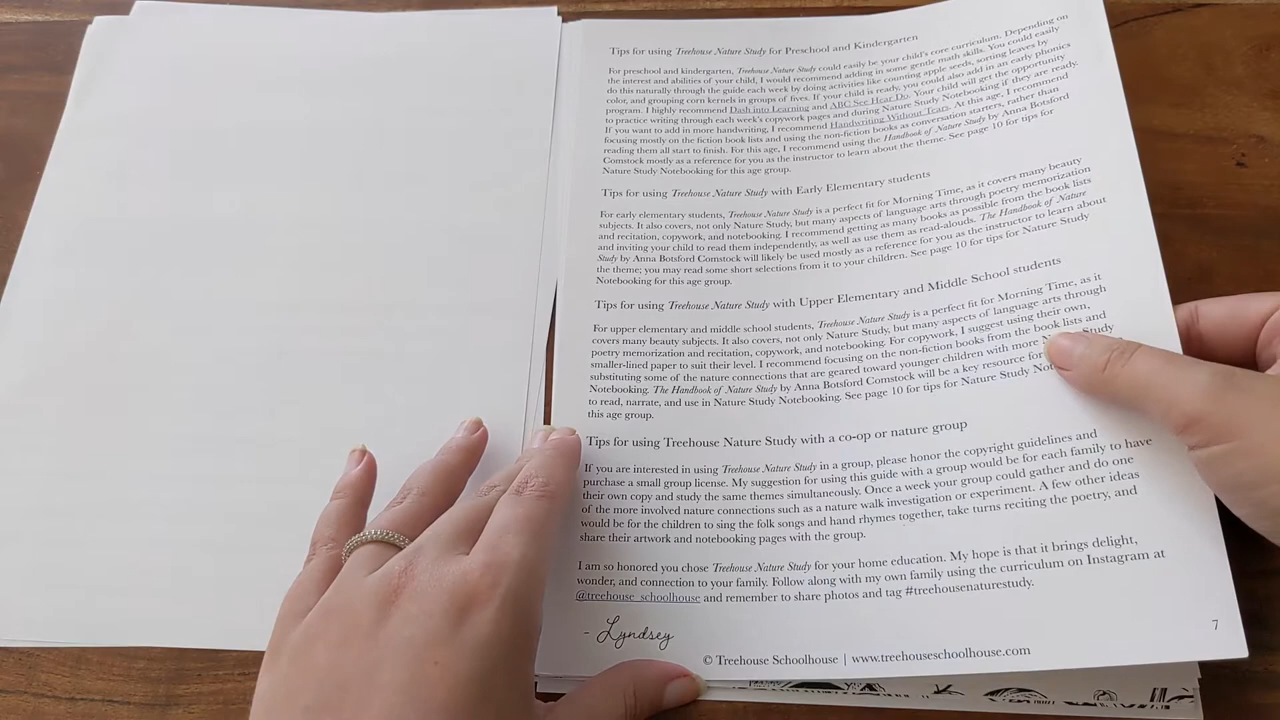 Tips for using Treehouse Nature Study for Preschool and Kindergarten
For preschool and kindergarten, Treehouse Nature Study could easily be your child's core curriculum. Depending on
the interest and abilities of your child, I would recommend adding in some gentle math skills. You could easily
do this naturally through the guide each week by doing activities like counting apple seeds, sorting leaves by
color, and grouping corn kernels in groups of fives. If your child is ready, you could also add in an early phonics
program. I highly recommend Dash into Learning and ABC See Hear Do. Your child will get the opportunity
to practice writing through each week's copywork pages and during Nature Study Notebooking if they are ready.
If you want to add in more handwriting, I recommend Handwriting Without Tears. At this age, I recommend
focusing mostly on the fiction book lists and using the non-fiction books as conversation starters, rather than
reading them all start to finish. For this age, I recommend using the Handbook of Nature Study by Anna Botsford
Comstock mostly as a reference for you as the instructor to learn about the theme. See page 10 for tips for
Nature Study Notebooking for this age group.
Tips for using Treehouse Nature Study with Early Elementary students
For early elementary students, Treehouse Nature Study is a perfect fit for Morning Time, as it covers many beauty
subjects. It also covers, not only Nature Study, but many aspects of language arts through poetry memorization
and recitation, copywork, and notebooking. I recommend getting as many books as possible from the book lists
and inviting your child to read them independently, as well as use them as read-alouds. The Handbook of Nature
Study by Anna Botsford Comstock will likely be used mostly as a reference for you as the instructor to learn about
the theme; you may read some short selections from it to your children. See page 10 for tips for Nature Study
Notebooking for this age group.
Tips for using Treehouse Nature Study with Upper Elementary and Middle School students
For upper elementary and middle school students, Treehouse Nature Study is a perfect fit for Morning Time, as it
covers many beauty subjects. It also covers, not only Nature Study, but many aspects of language arts through
poetry memorization and recitation, copywork, and notebooking. For copywork, I suggest using their own,
smaller-lined paper to suit their level. I recommend focusing on the non-fiction books from the book lists and
substituting some of the nature connections that are geared toward younger children with more Study
Notebooking. The Handbook of Nature Study by Anna Botsford Comstock will be a key resource for
to read, narrate, and use in Nature Study Notebooking. See page 10 for tips for Nature Study
this age group.
Tips for using Treehouse Nature Study with a co-op or nature group
If you are interested in using Treehouse Nature Study in a group, please honor the copyright guidelines and
purchase a small group license. My suggestion for using this guide with a group would be for each family to have
their own copy and study the same themes simultaneously. Once a week your group could gather and do one
of the more involved nature connections such as a nature walk investigation or experiment. A few other ideas
would be for the children to sing the folk songs and hand rhymes together, take turns reciting the poetry, and
share their artwork and notebooking pages with the group.
I am so honored you chose Treehouse Nature Study for your home education. My hope is that it brings delight,
wonder, and connection to your family. Follow along with my own family using the curriculum on Instagram at
@treehouse_schoolhouse and remember to share photos and tag #treehousenaturestudy.
- Lyndsey
7
© Treehouse Schoolhouse | www.treehouseschoolhouse.com